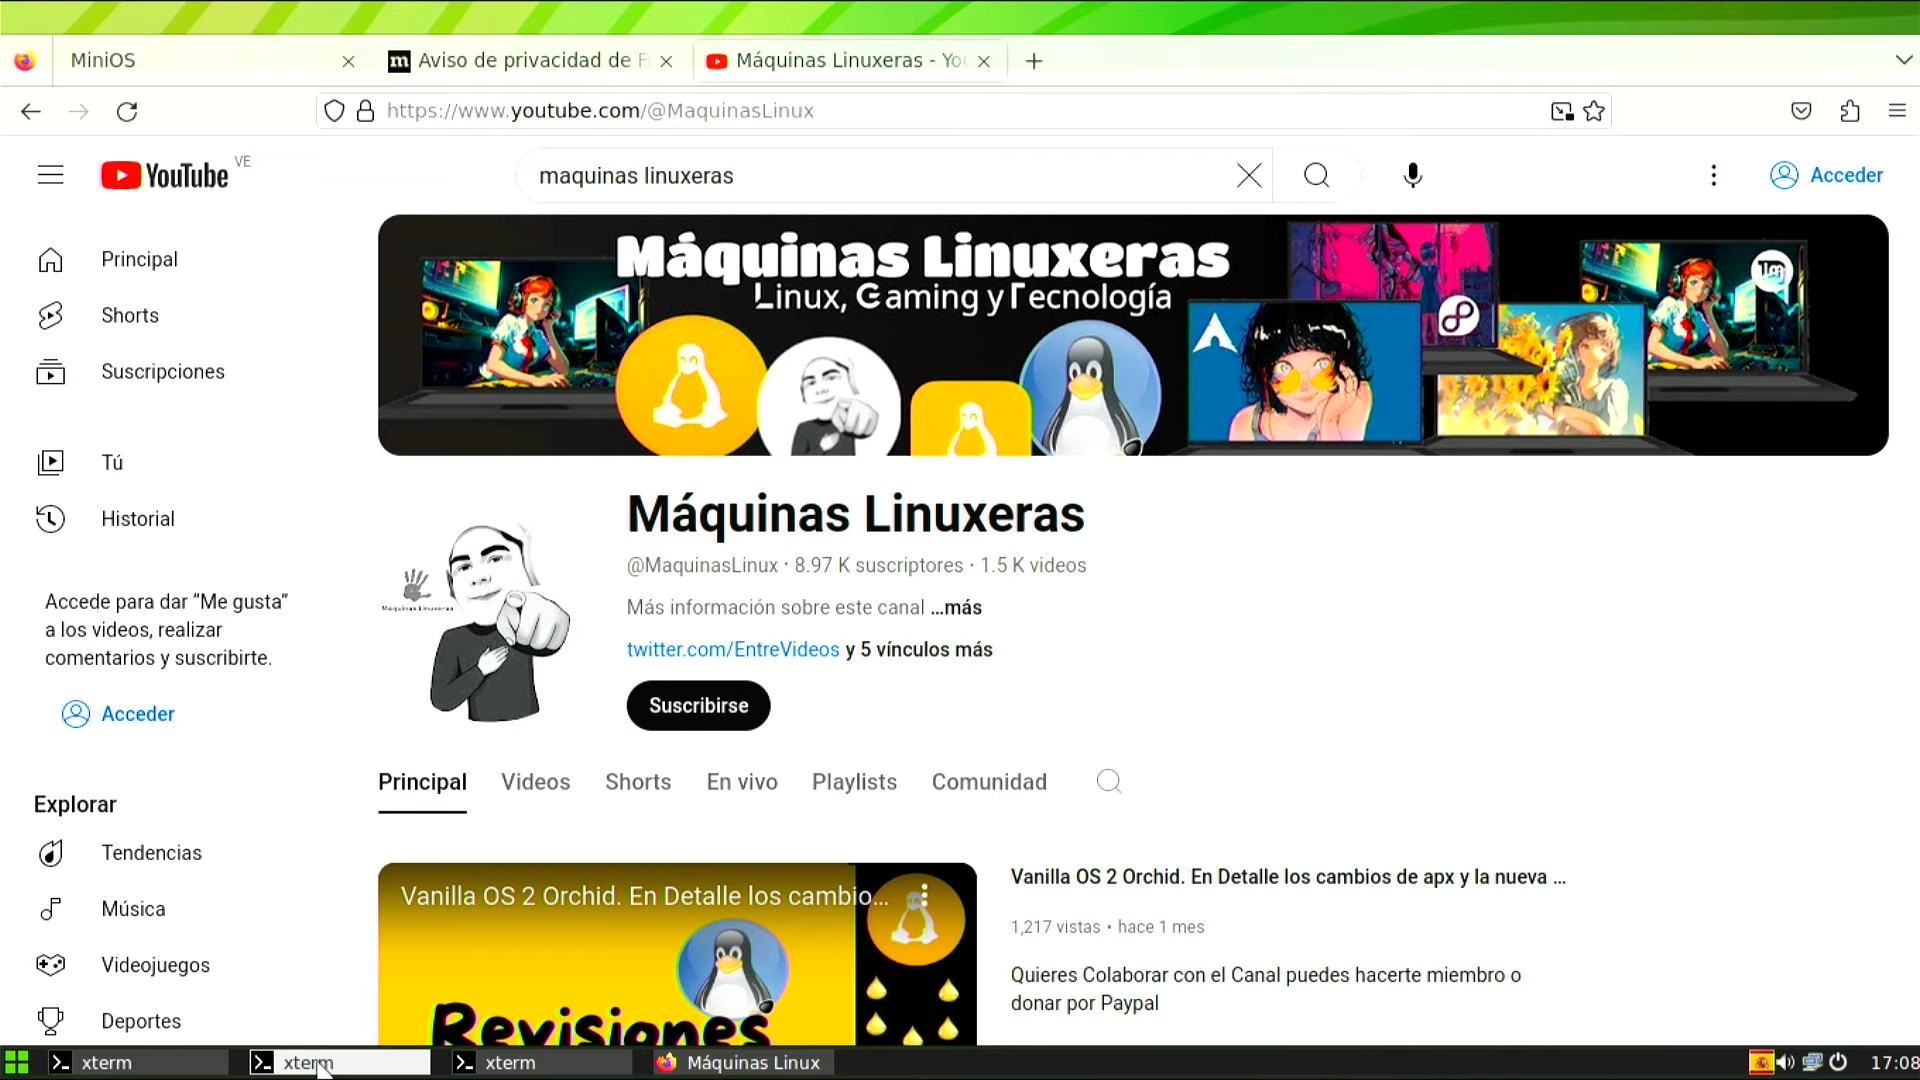 MiniOS
Aviso de privacidad de F
Máquinas Linuxeras - You
https://www.youtube.com/@MaquinasLinux
YouTube VE
maquinas linuxeras
Acceder
Principal
Shorts
Suscripciones
Tú
Historial
Accede para dar “Me gusta”
a los videos, realizar
comentarios y suscribirte.
Acceder
Explorar
Tendencias
Música
Videojuegos
Deportes
Máquinas Linuxeras
Linux, Gaming y Tecnología
Máquinas Linuxeras
Máquinas Linuxeras
@MaquinasLinux · 8.97 K suscriptores · 1.5 K videos
Más información sobre este canal ...más
twitter.com/EntreVideos y 5 vínculos más
Suscribirse
Principal
Videos
Shorts
En vivo
Playlists
Comunidad
Vanilla OS 2 Orchid. En Detalle los cambio...
Revisiones
Vanilla OS 2 Orchid. En Detalle los cambios de apx y la nueva ...
1,217 vistas • hace 1 mes
Quieres Colaborar con el Canal puedes hacerte miembro o
donar por Paypal
xterm
xterm
xterm
Máquinas Linux
17:08